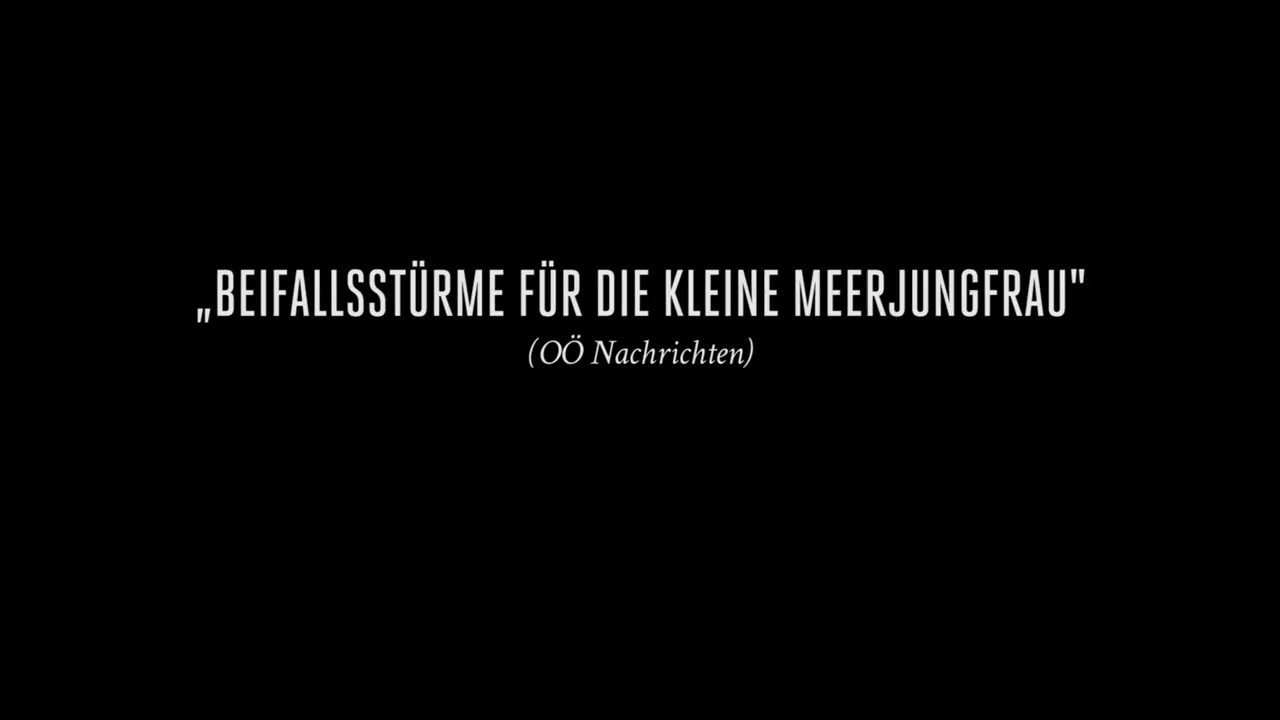 „BEIFALLSSTÜRME FÜR DIE KLEINE MEERJUNGFRAU"
(OÖ Nachrichten)